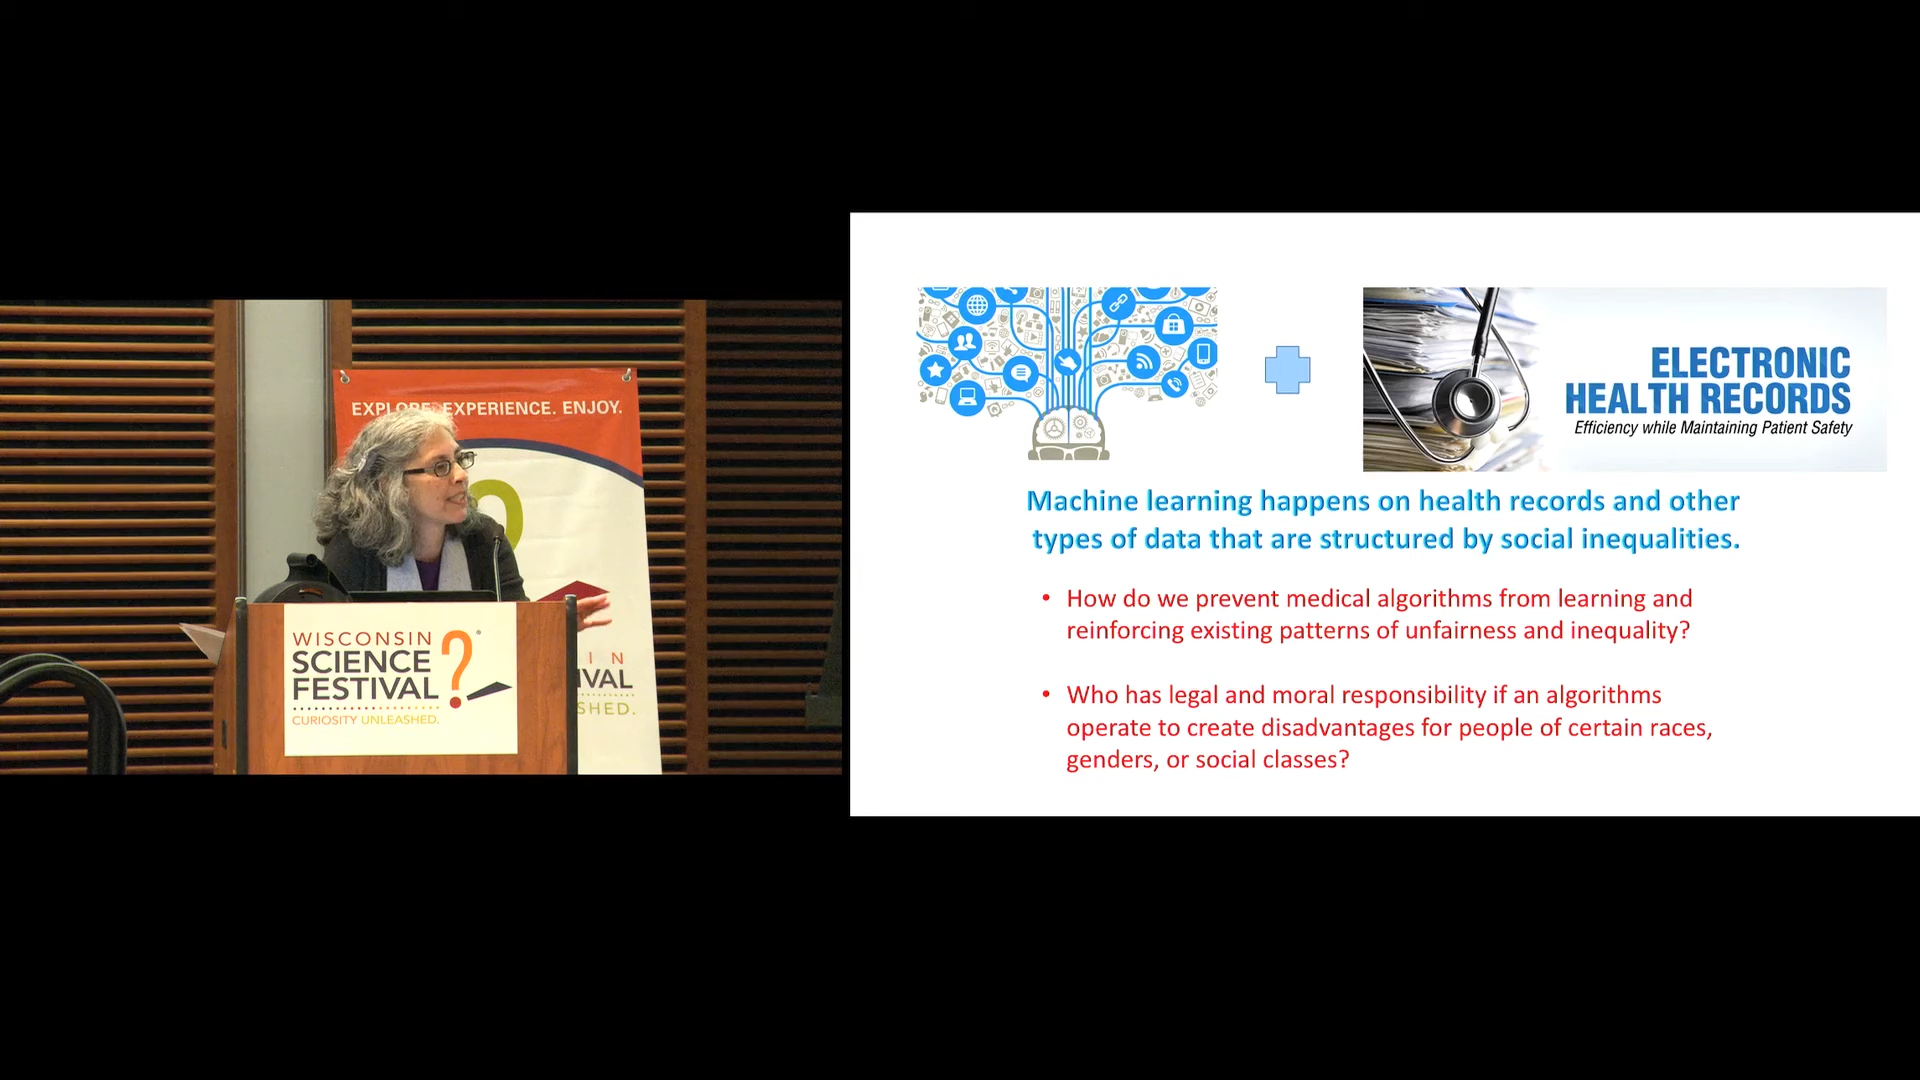 EXPLORE. EXPERIENCE. ENJOY.
WISCONSIN
SCIENCE
FESTIVAL
CURIOSITY UNLEASHED.
IN
IVAL
SHED.
ELECTRONIC
HEALTH RECORDS
Efficiency while Maintaining Patient Safety
Machine learning happens on health records and other
types of data that are structured by social inequalities.
• How do we prevent medical algorithms from learning and
reinforcing existing patterns of unfairness and inequality?
• Who has legal and moral responsibility if an algorithms
operate to create disadvantages for people of certain races,
genders, or social classes?